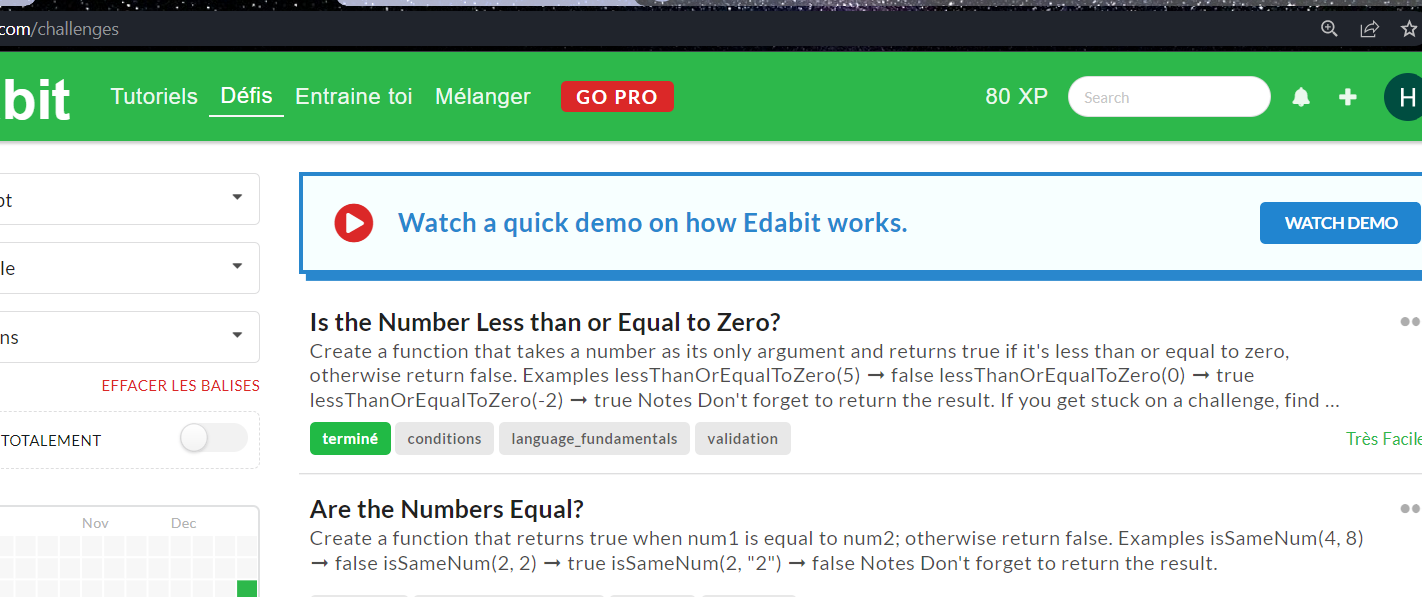 com/challenges
bit
Tutoriels Défis Entraine toi Mélanger GO PRO 80 XP Search H
Watch a quick demo on how Edabit works. WATCH DEMO
EFFACER LES BALISES
TOTALEMENT
Nov Dec
Is the Number Less than or Equal to Zero?
Create a function that takes a number as its only argument and returns true if it's less than or equal to zero,
otherwise return false. Examples lessThanOrEqualToZero(5) ➞ false lessThanOrEqualToZero(0) ➞ true
lessThanOrEqualToZero(-2) ➞ true Notes Don't forget to return the result. If you get stuck on a challenge, find ...
terminé conditions language_fundamentals validation
Très Facile
Are the Numbers Equal?
Create a function that returns true when num1 is equal to num2; otherwise return false. Examples isSameNum(4, 8)
➞ false isSameNum(2, 2) ➞ true isSameNum(2, "2") ➞ false Notes Don't forget to return the result.